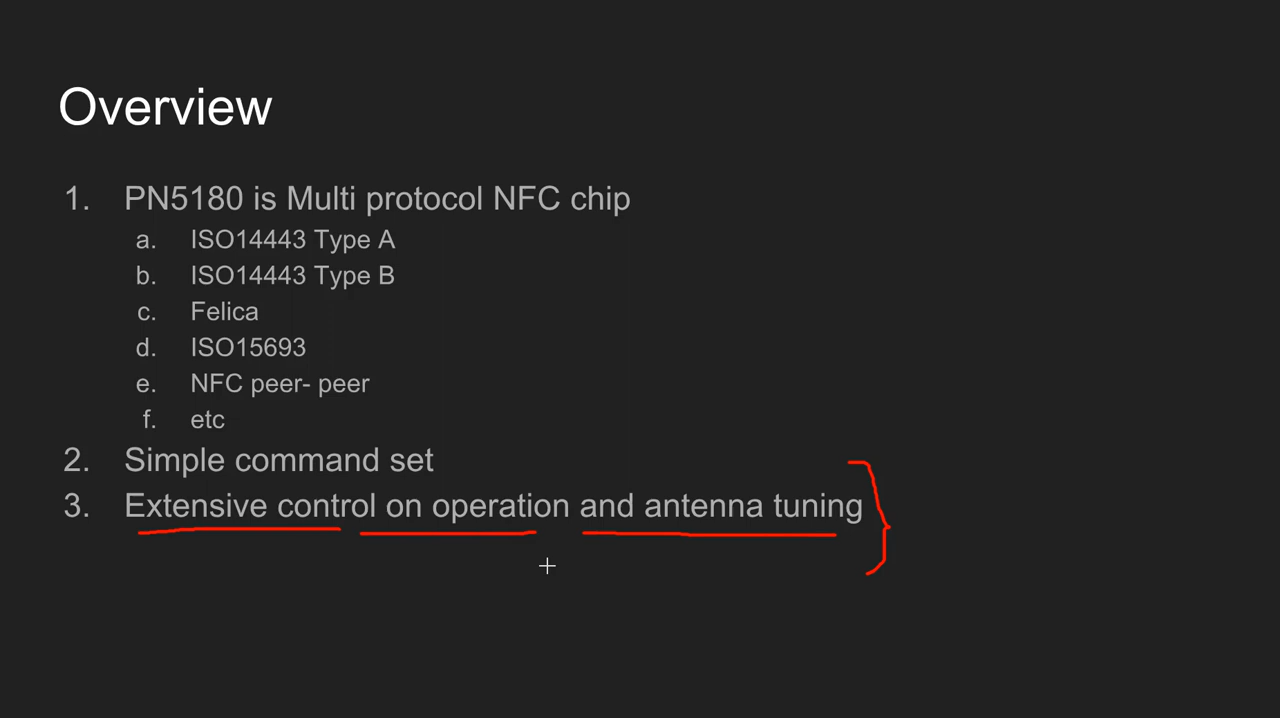 Overview
1. PN5180 is Multi protocol NFC chip
a. ISO14443 Type A
b. ISO14443 Type B
c. Felica
d. ISO15693
e. NFC peer- peer
f. etc
2. Simple command set
3. Extensive control on operation and antenna tuning